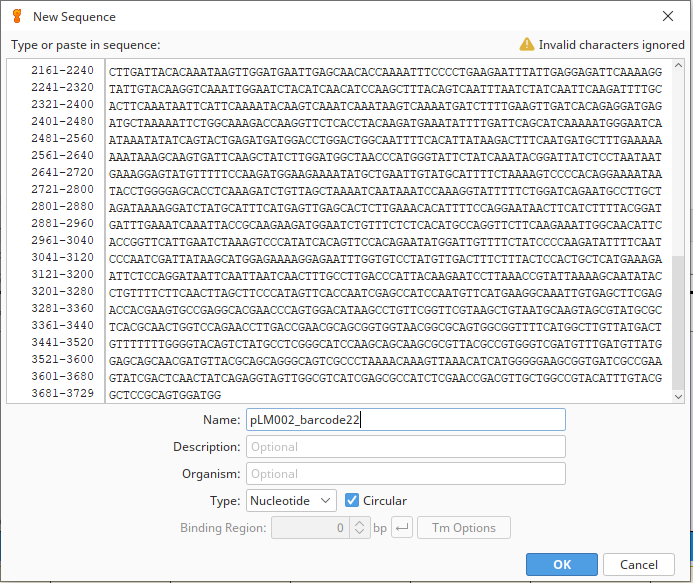 New Sequence
Type or paste in sequence:
Invalid characters ignored
2161-2240 CTTGATTACACAAATAAGTTGGATGAATTGAGCAACACCAAAATTTCCCCTGAAGAATTTATTGAGGAGATTCAAAAGG
2241-2320 TATTGTACAAGGTCAAATTGGAATCTACATCAACATCCAAGCTTTACAGTCAATTTAATCTATCAATTCAAGATTTTGC
2321-2400 ACTTCAAATAATTCATTCAAAATACAAGTCAAATCAAATAAGTCAAAATGATCTTTTGAAGTTGATCACAGAGGATGAG
2401-2480 ATGCTAAAAATTCTGGCAAAGACCAAGGTTCTCACCTACAAGATGAAATATTTTGATTCAGCATCAAAAATGGGAATCA
2481-2560 ATAAATATATCAGTACTGAGATGATGGACCTGGACTGGCAATTTTCACATTATAAGACTTTCAATGATGCTTTGAAAAA
2561-2640 AAATAAAGCAAGTGATTCAAGCTATCTTGGATGGCTAACCCATGGGTATTCTATCAAATACGGATTATCTCCTAATAAT
2641-2720 GAAAGGAGTATGTTTTTCCAAGATGGAAGAAAATATGCTGAATTGTATGCATTTTCTAAAAGTCCCCACAGGAAAATAA
2721-2800 TACCTGGGGAGCACCTCAAAGATCTGTTAGCTAAAATCAATAAATCCAAAGGTATTTTTCTGGATCAGAATGCCTTGCT
2801-2880 AGATAAAAGGATCTATGCATTTCATGAGTTGAGCACTCTTGAAACACATTTTCCAGGAATAACTTCATCTTTTACGGAT
2881-2960 GATTTGAAATCAAATTACCGCAAGAAGATGGAATCTGTTTCTCTCACATGCCAGGTTCTTCAAGAAATTGGCAACATTC
2961-3040 ACCGGTTCATTGAATCTAAAGTCCCATATCACAGTTCCACAGAATATGGATTGTTTTCTATCCCCAAGATATTTTCAAT
3041-3120 CCCAATCGATTATAAGCATGGAGAAAAGGAGAATTTGGTGTCCTATGTTGACTTTCTTTACTCCACTGCTCATGAAAGA
3121-3200 ATTCTCCAGGATAATTCAATTAATCAACTTTGCCTTGACCCATTACAAGAATCCTTAAACCGTATTAAAAGCAATATAC
3201-3280 CTGTTTTCTTCAACTTAGCTTCCCATAGTTCACCAATCGAGCCATCCAATGTTCATGAAGGCAAATTGTGAGCTTCGAG
3281-3360 ACCACGAAGTGCCGAGGCACGAACCCAGTGGACATAAGCCTGTTCGGTTCGTAAGCTGTAATGCAAGTAGCGTATGCGC
3361-3440 TCACGCAACTGGTCCAGAACCTTGACCGAACGCAGCGGTGGTAACGGCGCAGTGGCGGTTTTCATGGCTTGTTATGACT
3441-3520 GTTTTTTTGGGGTACAGTCTATGCCTCGGGCATCCAAGCAGCAAGCGCGTTACGCCGTGGGTCGATGTTTGATGTTATG
3521-3600 GAGCAGCAACGATGTTACGCAGCAGGGCAGTCGCCCTAAAACAAAGTTAAACATCATGGGGGAAGCGGTGATCGCCGAA
3601-3680 GTATCGACTCAACTATCAGAGGTAGTTGGCGTCATCGAGCGCCATCTCGAACCGACGTTGCTGGCCGTACATTTGTACG
3681-3729 GCTCCGCAGTGGATGG
Name: pLM002_barcode22
Description: Optional
Organism: Optional
Type: Nucleotide Circular
Binding Region: 0 bp Tm Options
OK Cancel